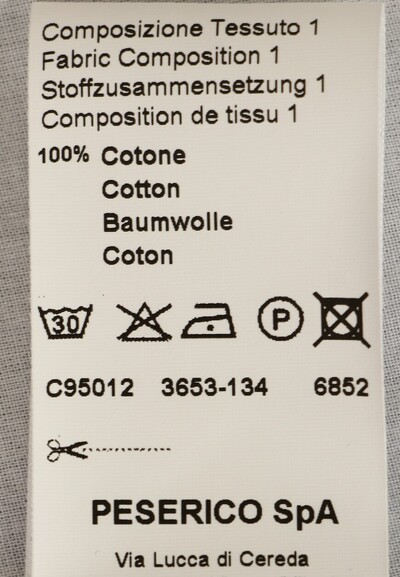 Composizione Tessuto 1
Fabric Composition 1
Stoffzusammensetzung 1
Composition de tissu 1
100% Cotone
Cotton
Baumwolle
Coton
30 P
C95012 3653-134 6852
PESERICO SpA
Via Lucca di Cereda